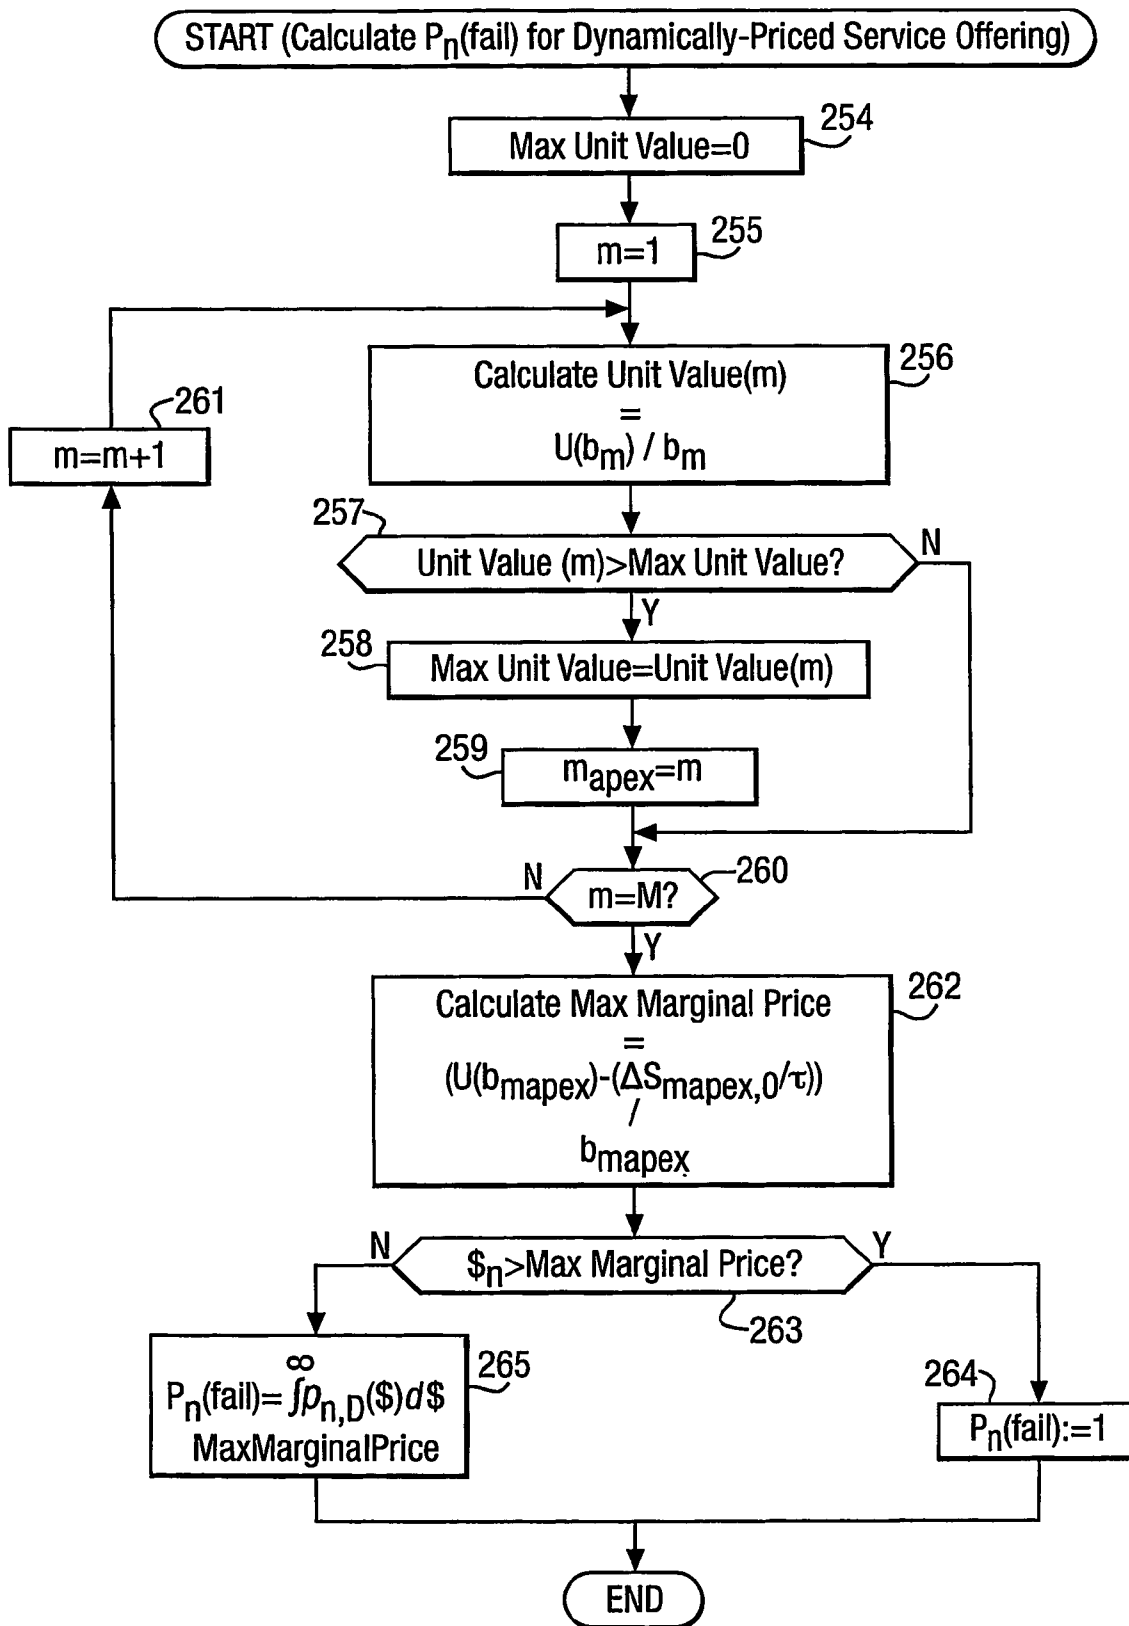 START (Calculate Pn(fail) for Dynamically-Priced Service Offering)
254
Max Unit Value=0
255
m=1
256
Calculate Unit Value(m)
=
U(bm) / bm
261
m=m+1
257
Unit Value (m)>Max Unit Value?
N
Y
258
Max Unit Value=Unit Value(m)
259
mapex=m
260
N
m=M?
Y
262
Calculate Max Marginal Price
=
(U(bmapex)-(ΔSmapex,0/τ))
/
bmapex
N
$n>Max Marginal Price?
Y
263
265
∞
Pn(fail)= ∫pn,D($)d$
MaxMarginalPrice
264
Pn(fail):=1
END